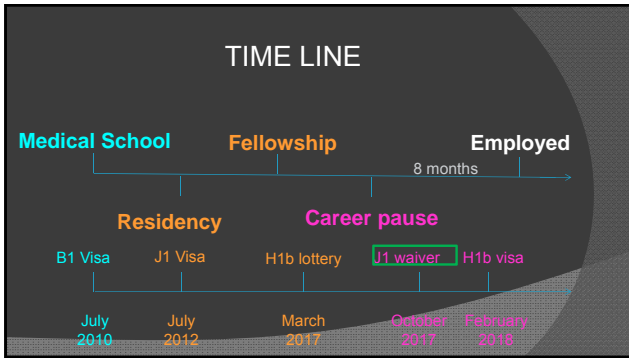 TIME LINE
Medical School Fellowship Employed
8 months
Residency Career pause
B1 Visa J1 Visa H1b lottery J1 waiver H1b visa
July July March October February
2010 2012 2017 2017 2018